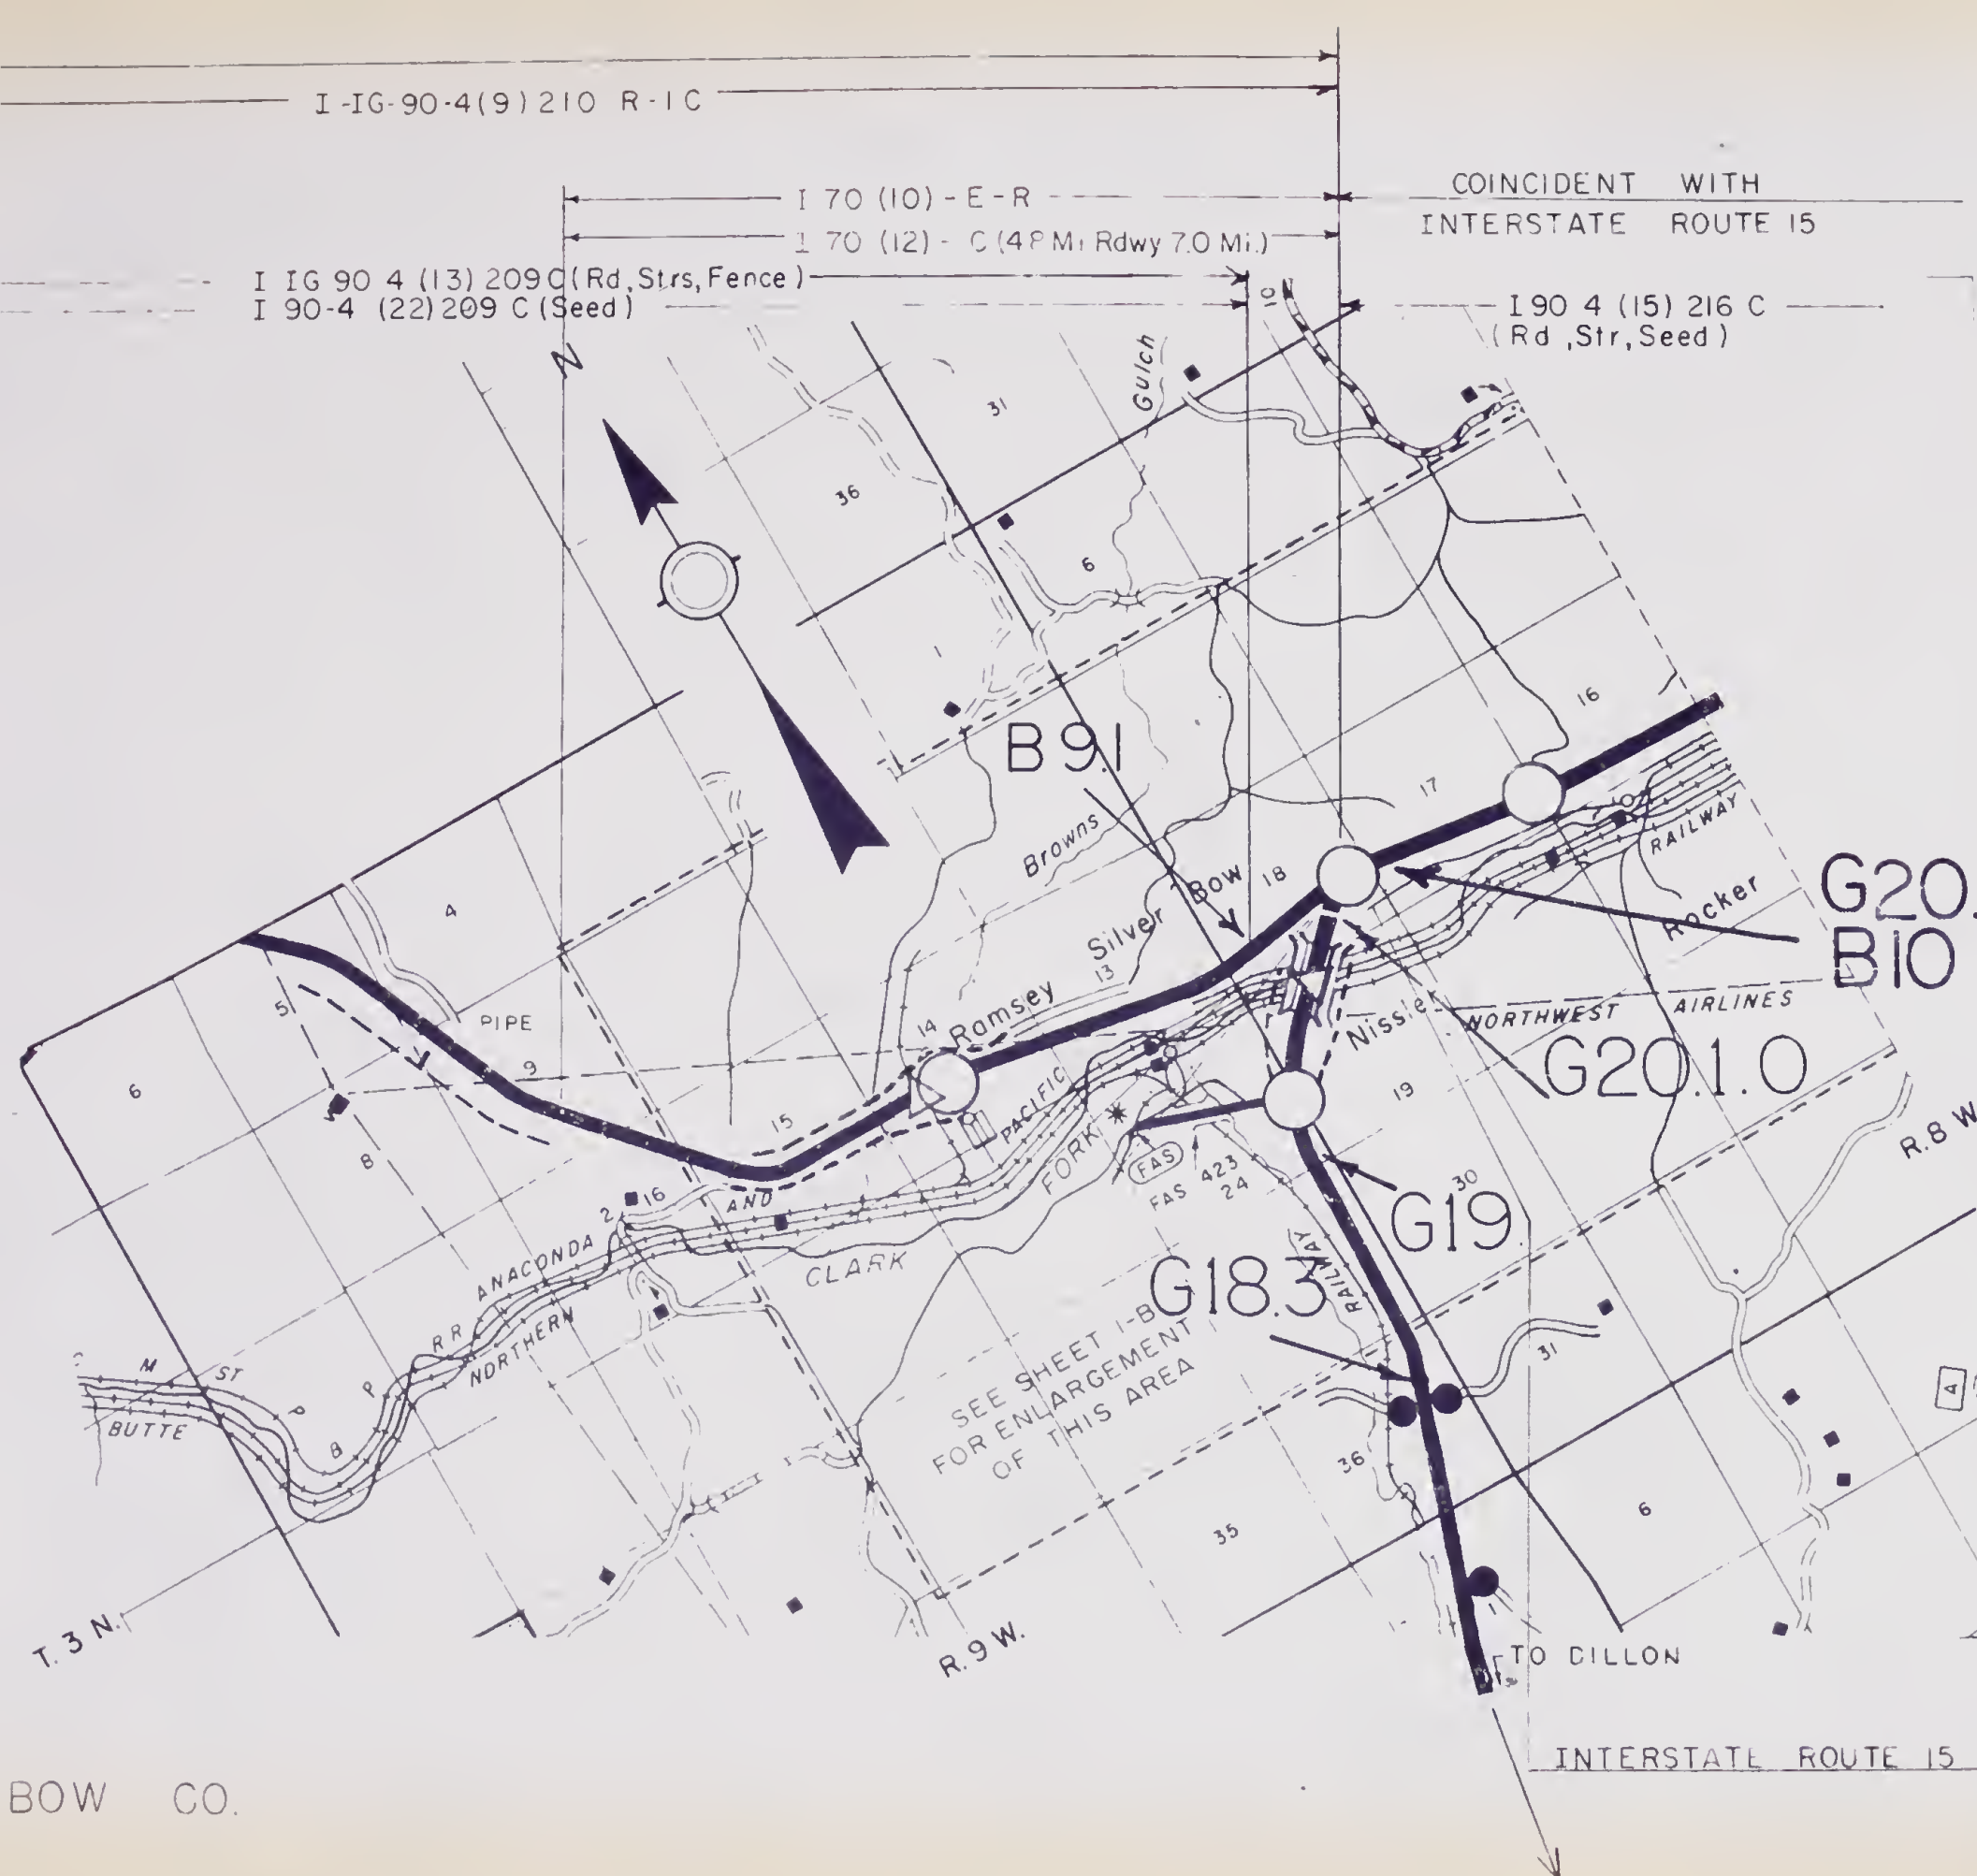 I-IG-90-4(9)210 R-1C
I 70 (10)-E-R
COINCIDENT WITH
INTERSTATE ROUTE 15
I 70 (12)- C(4.8 Mi Rdwy 7.0 Mi.)
I IG 90 4 (13) 209C(Rd,Strs,Fence)
I 90-4 (22)209 C(Seed)
10
I 90 4 (15) 216 C
(Rd ,Str,Seed)
N
Gulch
31
36
6
1
16
B 9.1
17
Browns
RAILWAY
G20.
B10
18
Silver Bow
Rocker
4
13
5
PIPE
14
Ramsey
Nissler
NORTHWEST AIRLINES
G20.1.0
9
6
15
PACIFIC
19
R.8 W
8
FORK
FAS
FAS 423
24
30
G19
2
16
AND
ANACONDA
CLARK
RAILWAY
G18.3
RR
NORTHERN
M ST P
P
B
BUTTE
SEE SHEET 1-B
FOR ENLARGEMENT
OF THIS AREA
31
36
35
6
4
T. 3 N.
R. 9 W.
TO DILLON
INTERSTATE ROUTE 15
BOW CO.